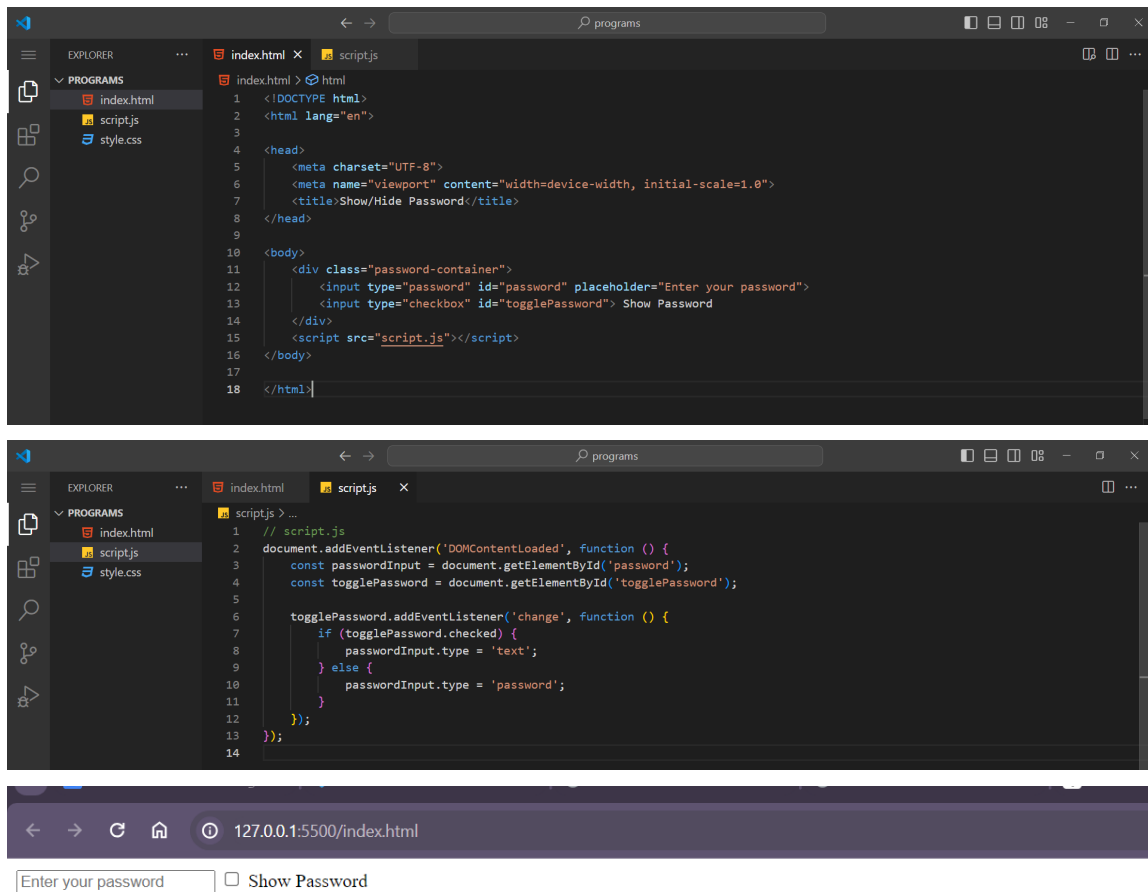 programs
EXPLORER ...
index.html
script.js
PROGRAMS
index.html
script.js
style.css
index.html > html
1 <!DOCTYPE html>
2 <html lang="en">
3
4 <head>
5     <meta charset="UTF-8">
6     <meta name="viewport" content="width=device-width, initial-scale=1.0">
7     <title>Show/Hide Password</title>
8 </head>
9
10 <body>
11     <div class="password-container">
12         <input type="password" id="password" placeholder="Enter your password">
13         <input type="checkbox" id="togglePassword"> Show Password
14     </div>
15     <script src="script.js"></script>
16 </body>
17
18 </html>
programs
EXPLORER ...
index.html
script.js
PROGRAMS
index.html
script.js
style.css
script.js > ...
1 // script.js
2 document.addEventListener('DOMContentLoaded', function () {
3     const passwordInput = document.getElementById('password');
4     const togglePassword = document.getElementById('togglePassword');
5
6     togglePassword.addEventListener('change', function () {
7         if (togglePassword.checked) {
8             passwordInput.type = 'text';
9         } else {
10             passwordInput.type = 'password';
11         }
12     });
13 });
14
127.0.0.1:5500/index.html
Enter your password
Show Password